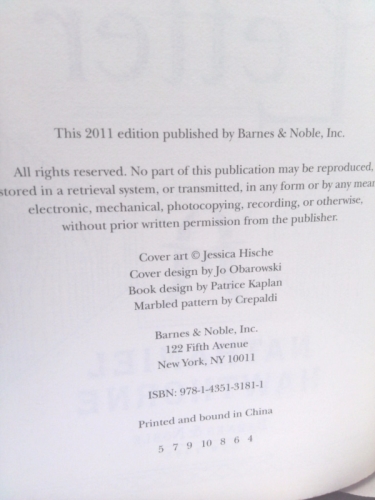 Letter
This 2011 edition published by Barnes & Noble, Inc.
All rights reserved. No part of this publication may be reproduced,
stored in a retrieval system, or transmitted, in any form or by any mean
electronic, mechanical, photocopying, recording, or otherwise,
without prior written permission from the publisher.
Cover art © Jessica Hische
Cover design by Jo Obarowski
Book design by Patrice Kaplan
Marbled pattern by Crepaldi
Barnes & Noble, Inc.
122 Fifth Avenue
New York, NY 10011
ISBN: 978-1-4351-3181-1
Printed and bound in China
5 7 9 10 8 6 4